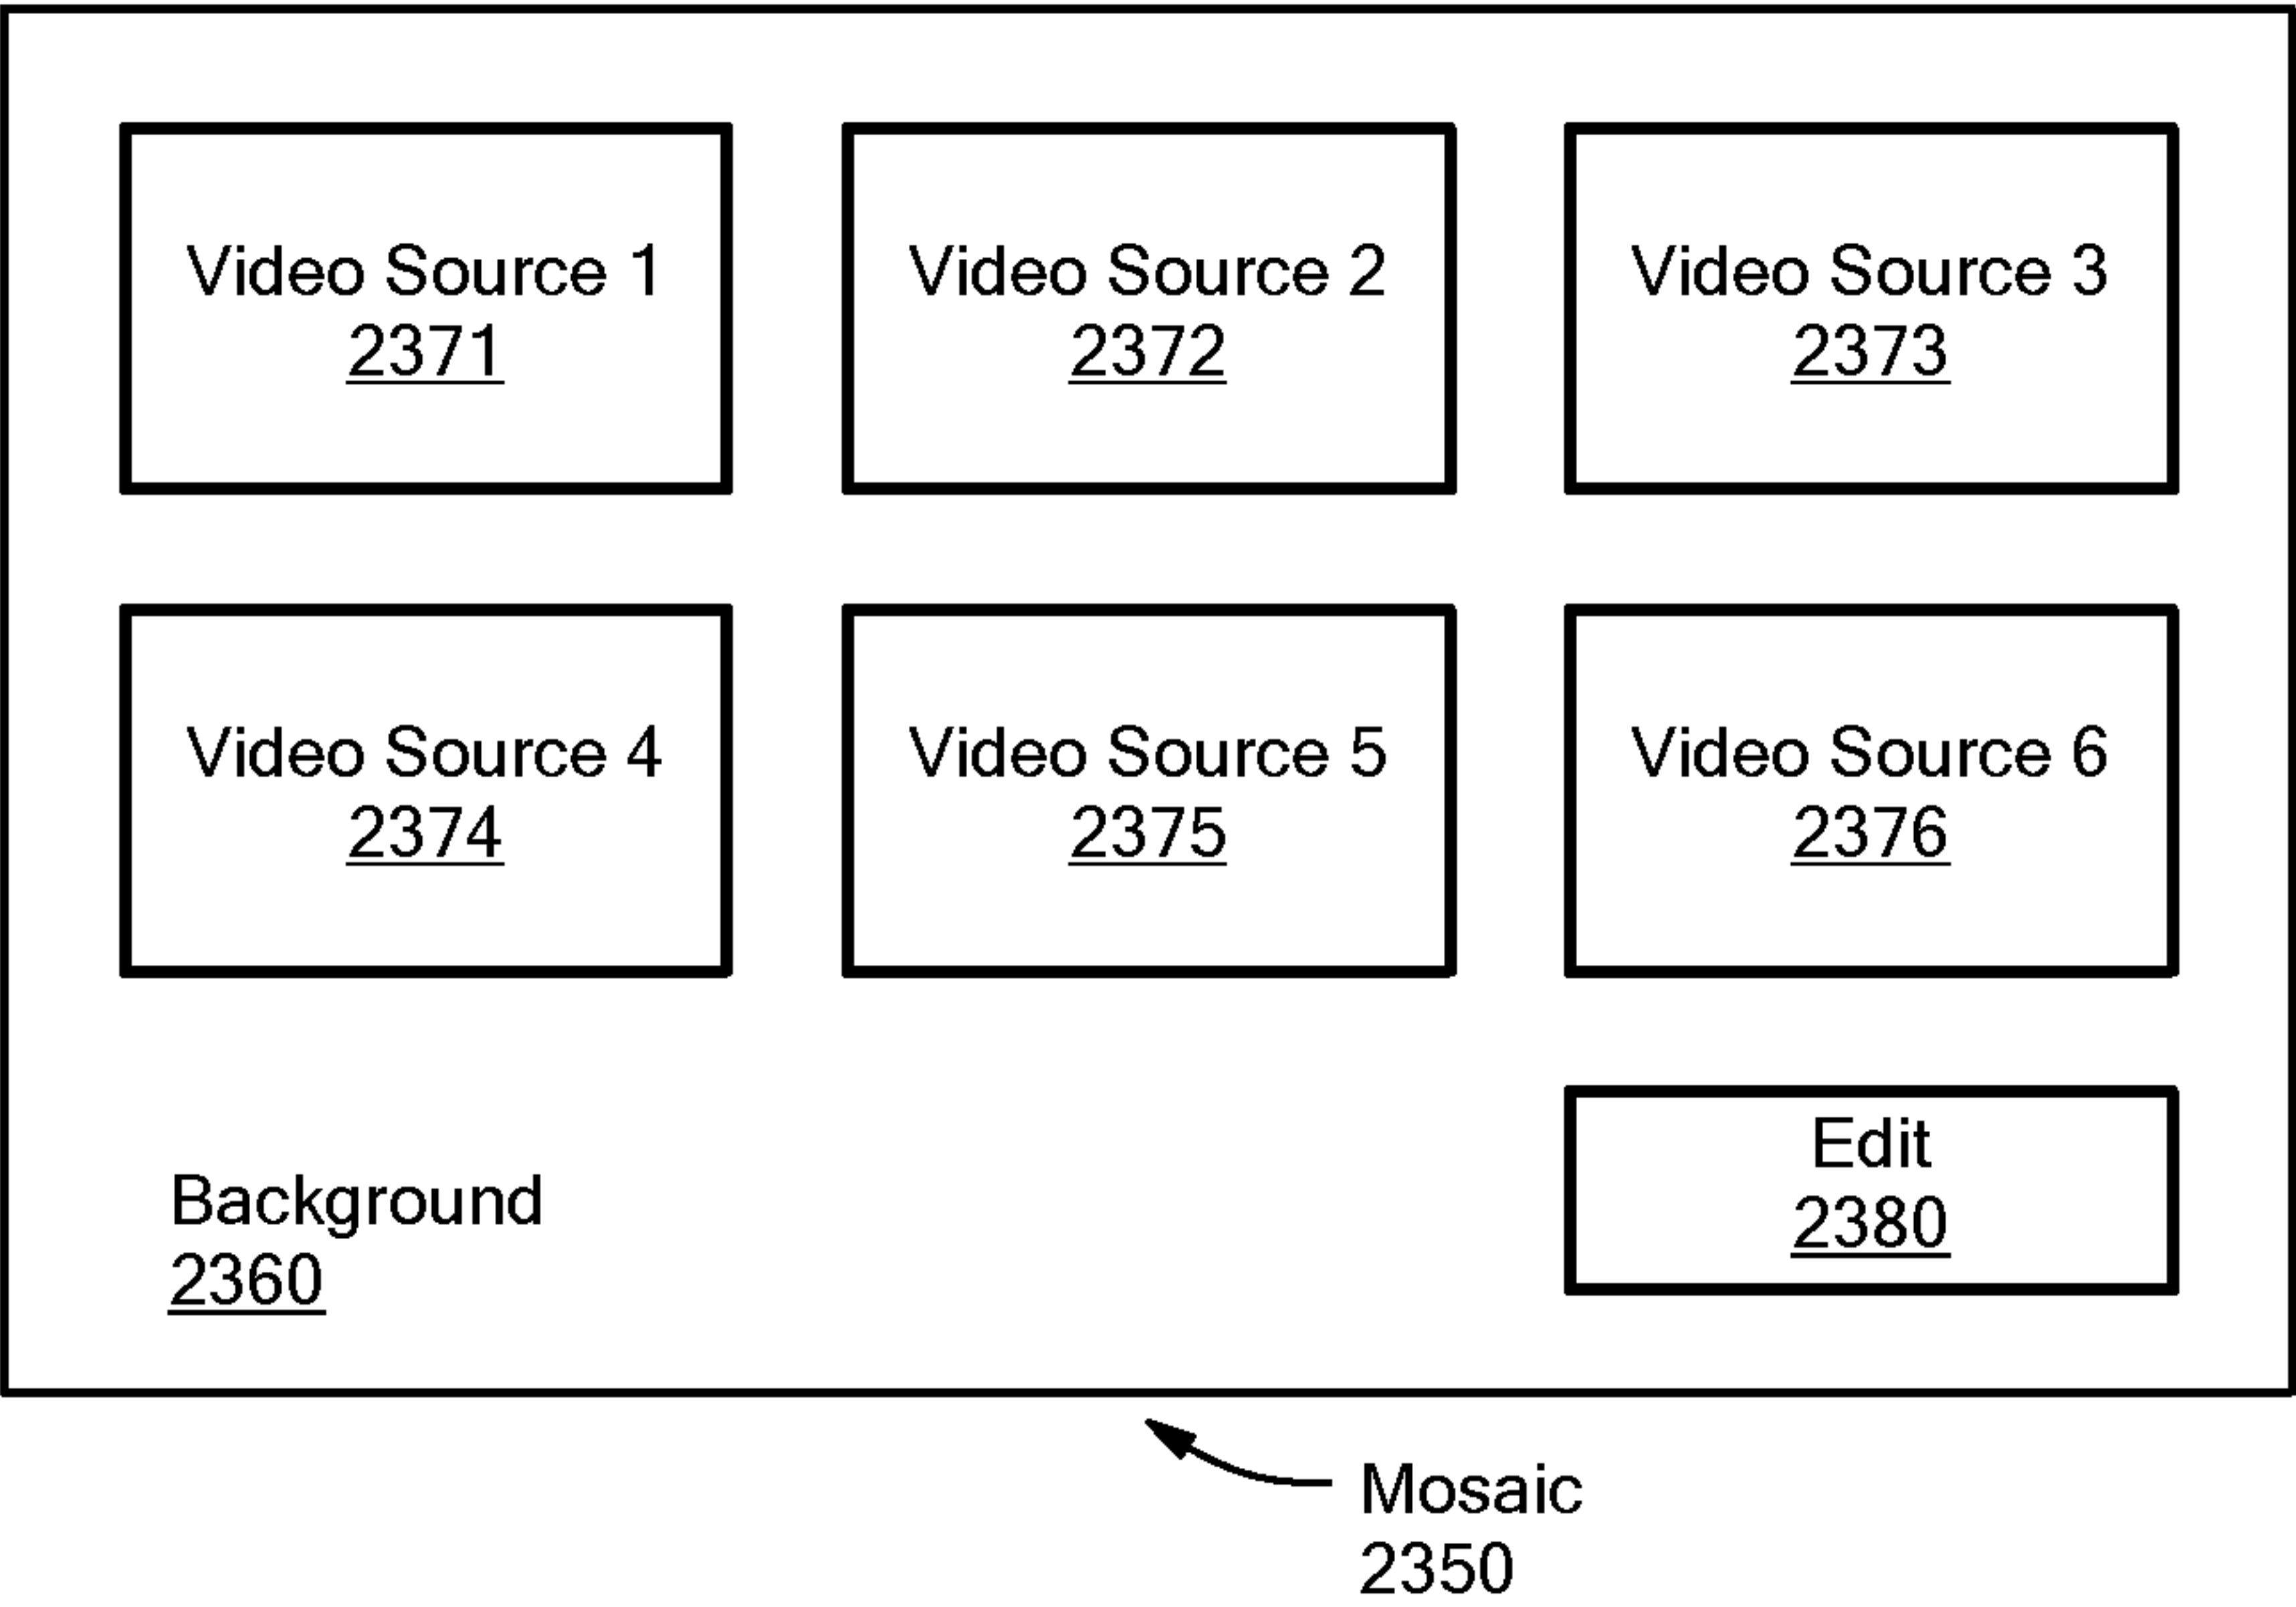 Video Source 1
2371
Video Source 2
2372
Video Source 3
2373
Video Source 4
2374
Video Source 5
2375
Video Source 6
2376
Background
2360
Edit
2380
Mosaic
2350